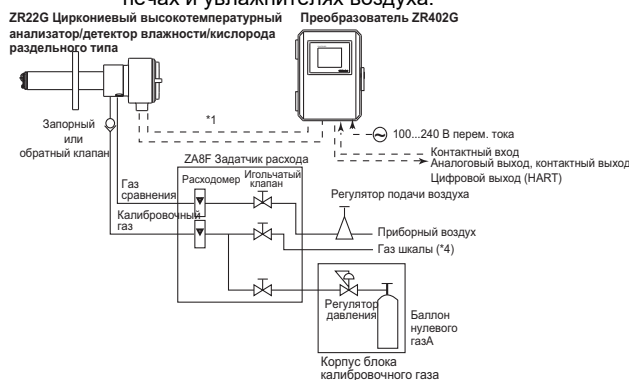 печах и увлажнителях воздуха.
ZR22G Циркониевый высокотемпературный
анализатор/детектор влажности/кислорода
раздельного типа
Преобразователь ZR402G
*1
Запорный
или
обратный клапан
100...240 В перем. тока
Контактный вход
Аналоговый выход, контактный выход
Цифровой выход (HART)
ZA8F Задатчик расхода
Расходомер
Игольчатый
клапан
Газ
сравнения
Калибровочный
газ
Регулятор подачи воздуха
Приборный воздух
Газ шкалы (*4)
Регулятор
давления
Баллон
нулевого
газА
Корпус блока
калибровочного газа